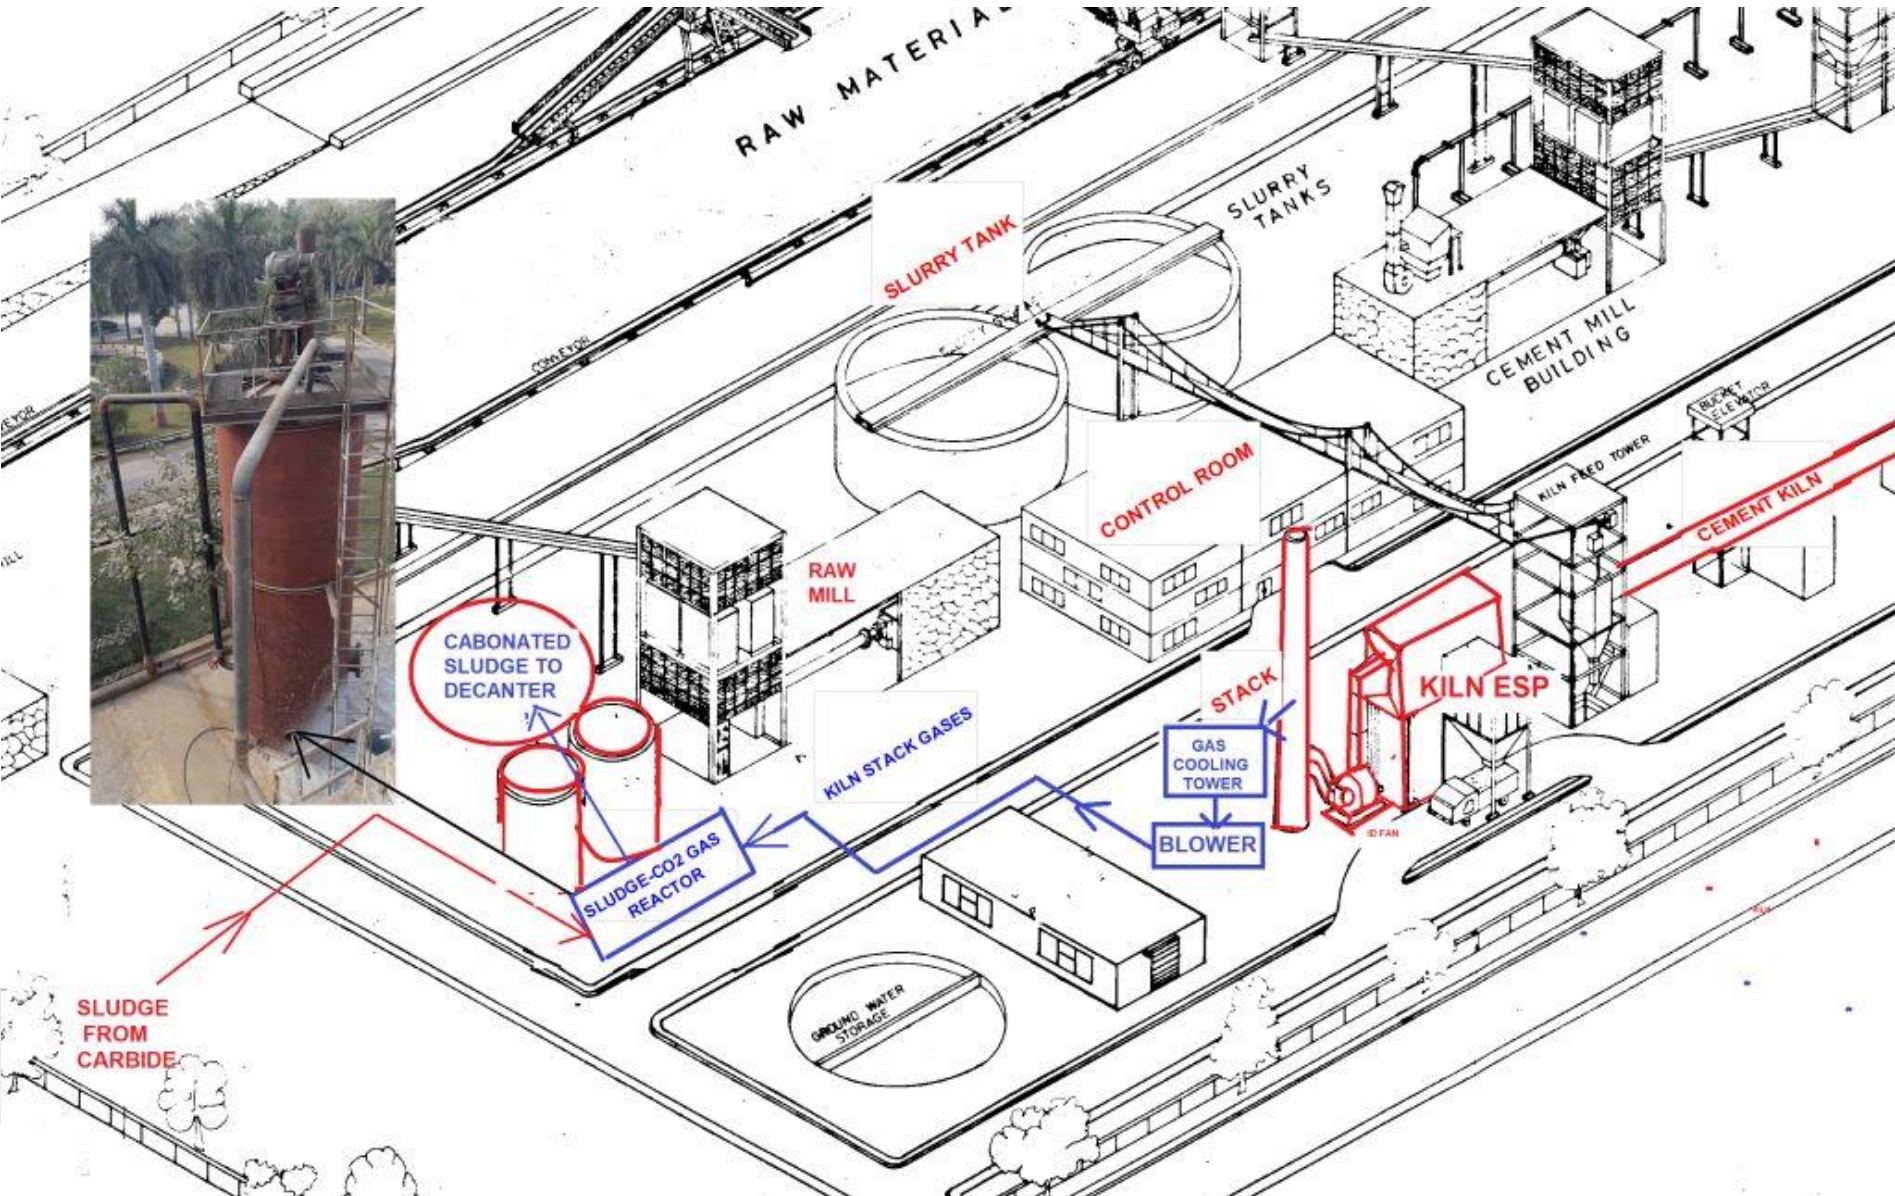 RAW MATERIAL
SLURRY
TANKS
SLURRY TANK
CONVEYOR
CEMENT MILL
BUILDING
BUCKET
ELEVATOR
KILN FEED TOWER
CEMENT KILN
CONTROL ROOM
RAW
MILL
CABONATED
SLUDGE TO
DECANTER
STACK
KILN ESP
KILN STACK GASES
GAS
COOLING
TOWER
BLOWER
ID FAN
SLUDGE-CO2 GAS
REACTOR
SLUDGE
FROM
CARBIDE
GROUND WATER
STORAGE